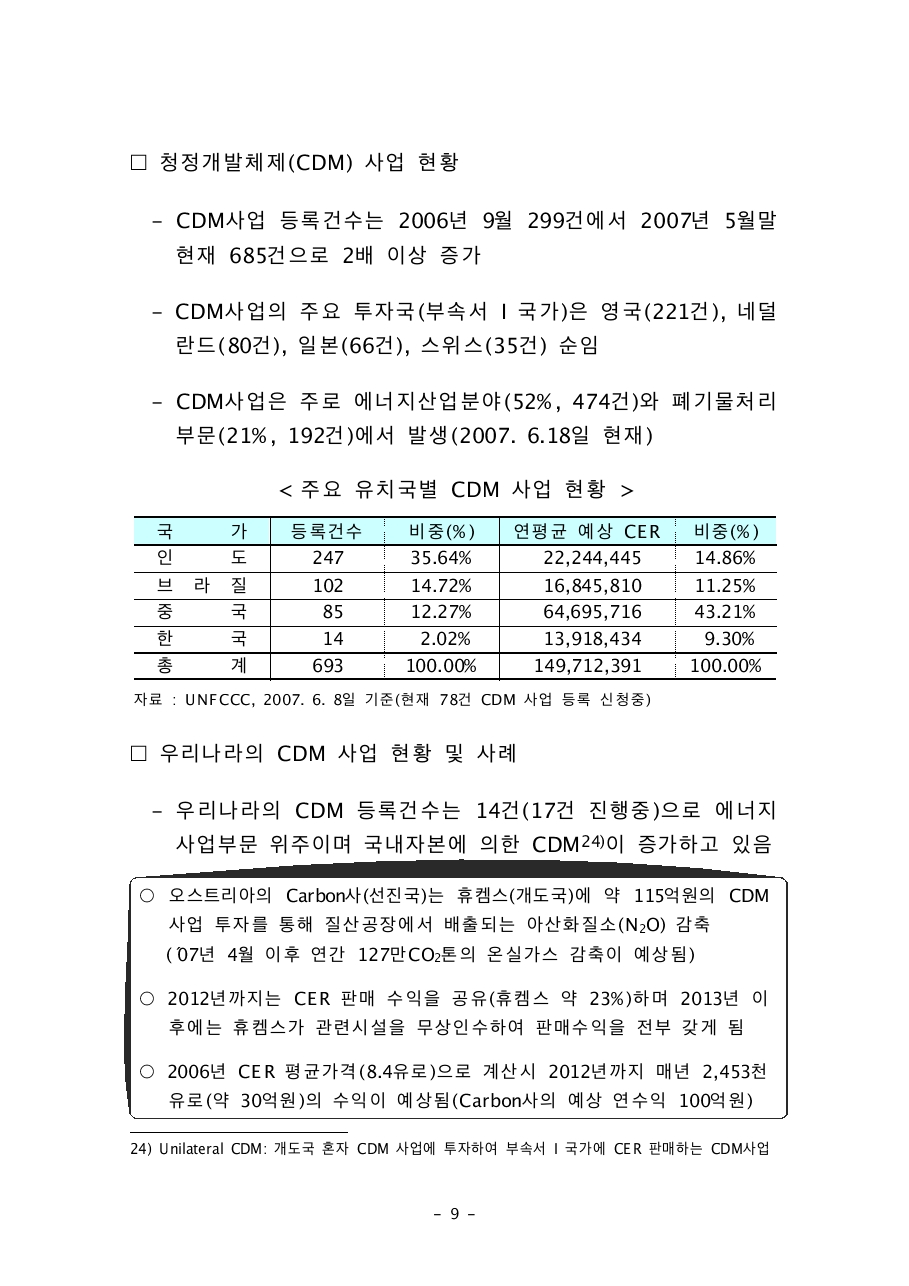 □ 청정개발체제(CDM) 사업 현황
– CDM사업 등록건수는 2006년 9월 299건에서 2007년 5월말
현재 685건으로 2배 이상 증가
– CDM사업의 주요 투자국(부속서 I 국가)은 영국(221건), 네덜
란드(80건), 일본(66건), 스위스(35건) 순임
– CDM사업은 주로 에너지산업분야(52%, 474건)와 폐기물처리
부문(21%, 192건)에서 발생(2007. 6.18일 현재)
< 주요 유치국별 CDM 사업 현황 >
국 가 등록건수 비중(%) 연평균 예상 CER 비중(%)
인 도 247 35.64% 22,244,445 14.86%
브 라 질 102 14.72% 16,845,810 11.25%
중 국 85 12.27% 64,695,716 43.21%
한 국 14 2.02% 13,918,434 9.30%
총 계 693 100.00% 149,712,391 100.00%
자료 : UNFCCC, 2007. 6. 8일 기준(현재 78건 CDM 사업 등록 신청중)
□ 우리나라의 CDM 사업 현황 및 사례
– 우리나라의 CDM 등록건수는 14건(17건 진행중)으로 에너지
사업부문 위주이며 국내자본에 의한 CDM24)이 증가하고 있음
○ 오스트리아의 Carbon사(선진국)는 휴켐스(개도국)에 약 115억원의 CDM
사업 투자를 통해 질산공장에서 배출되는 아산화질소(N₂O) 감축
(´07년 4월 이후 연간 127만CO₂톤의 온실가스 감축이 예상됨)
○ 2012년까지는 CER 판매 수익을 공유(휴켐스 약 23%)하며 2013년 이
후에는 휴켐스가 관련시설을 무상인수하여 판매수익을 전부 갖게 됨
○ 2006년 CER 평균가격(8.4유로)으로 계산시 2012년까지 매년 2,453천
유로(약 30억원)의 수익이 예상됨(Carbon사의 예상 연수익 100억원)
24) Unilateral CDM: 개도국 혼자 CDM 사업에 투자하여 부속서 I 국가에 CER 판매하는 CDM사업
– 9 –